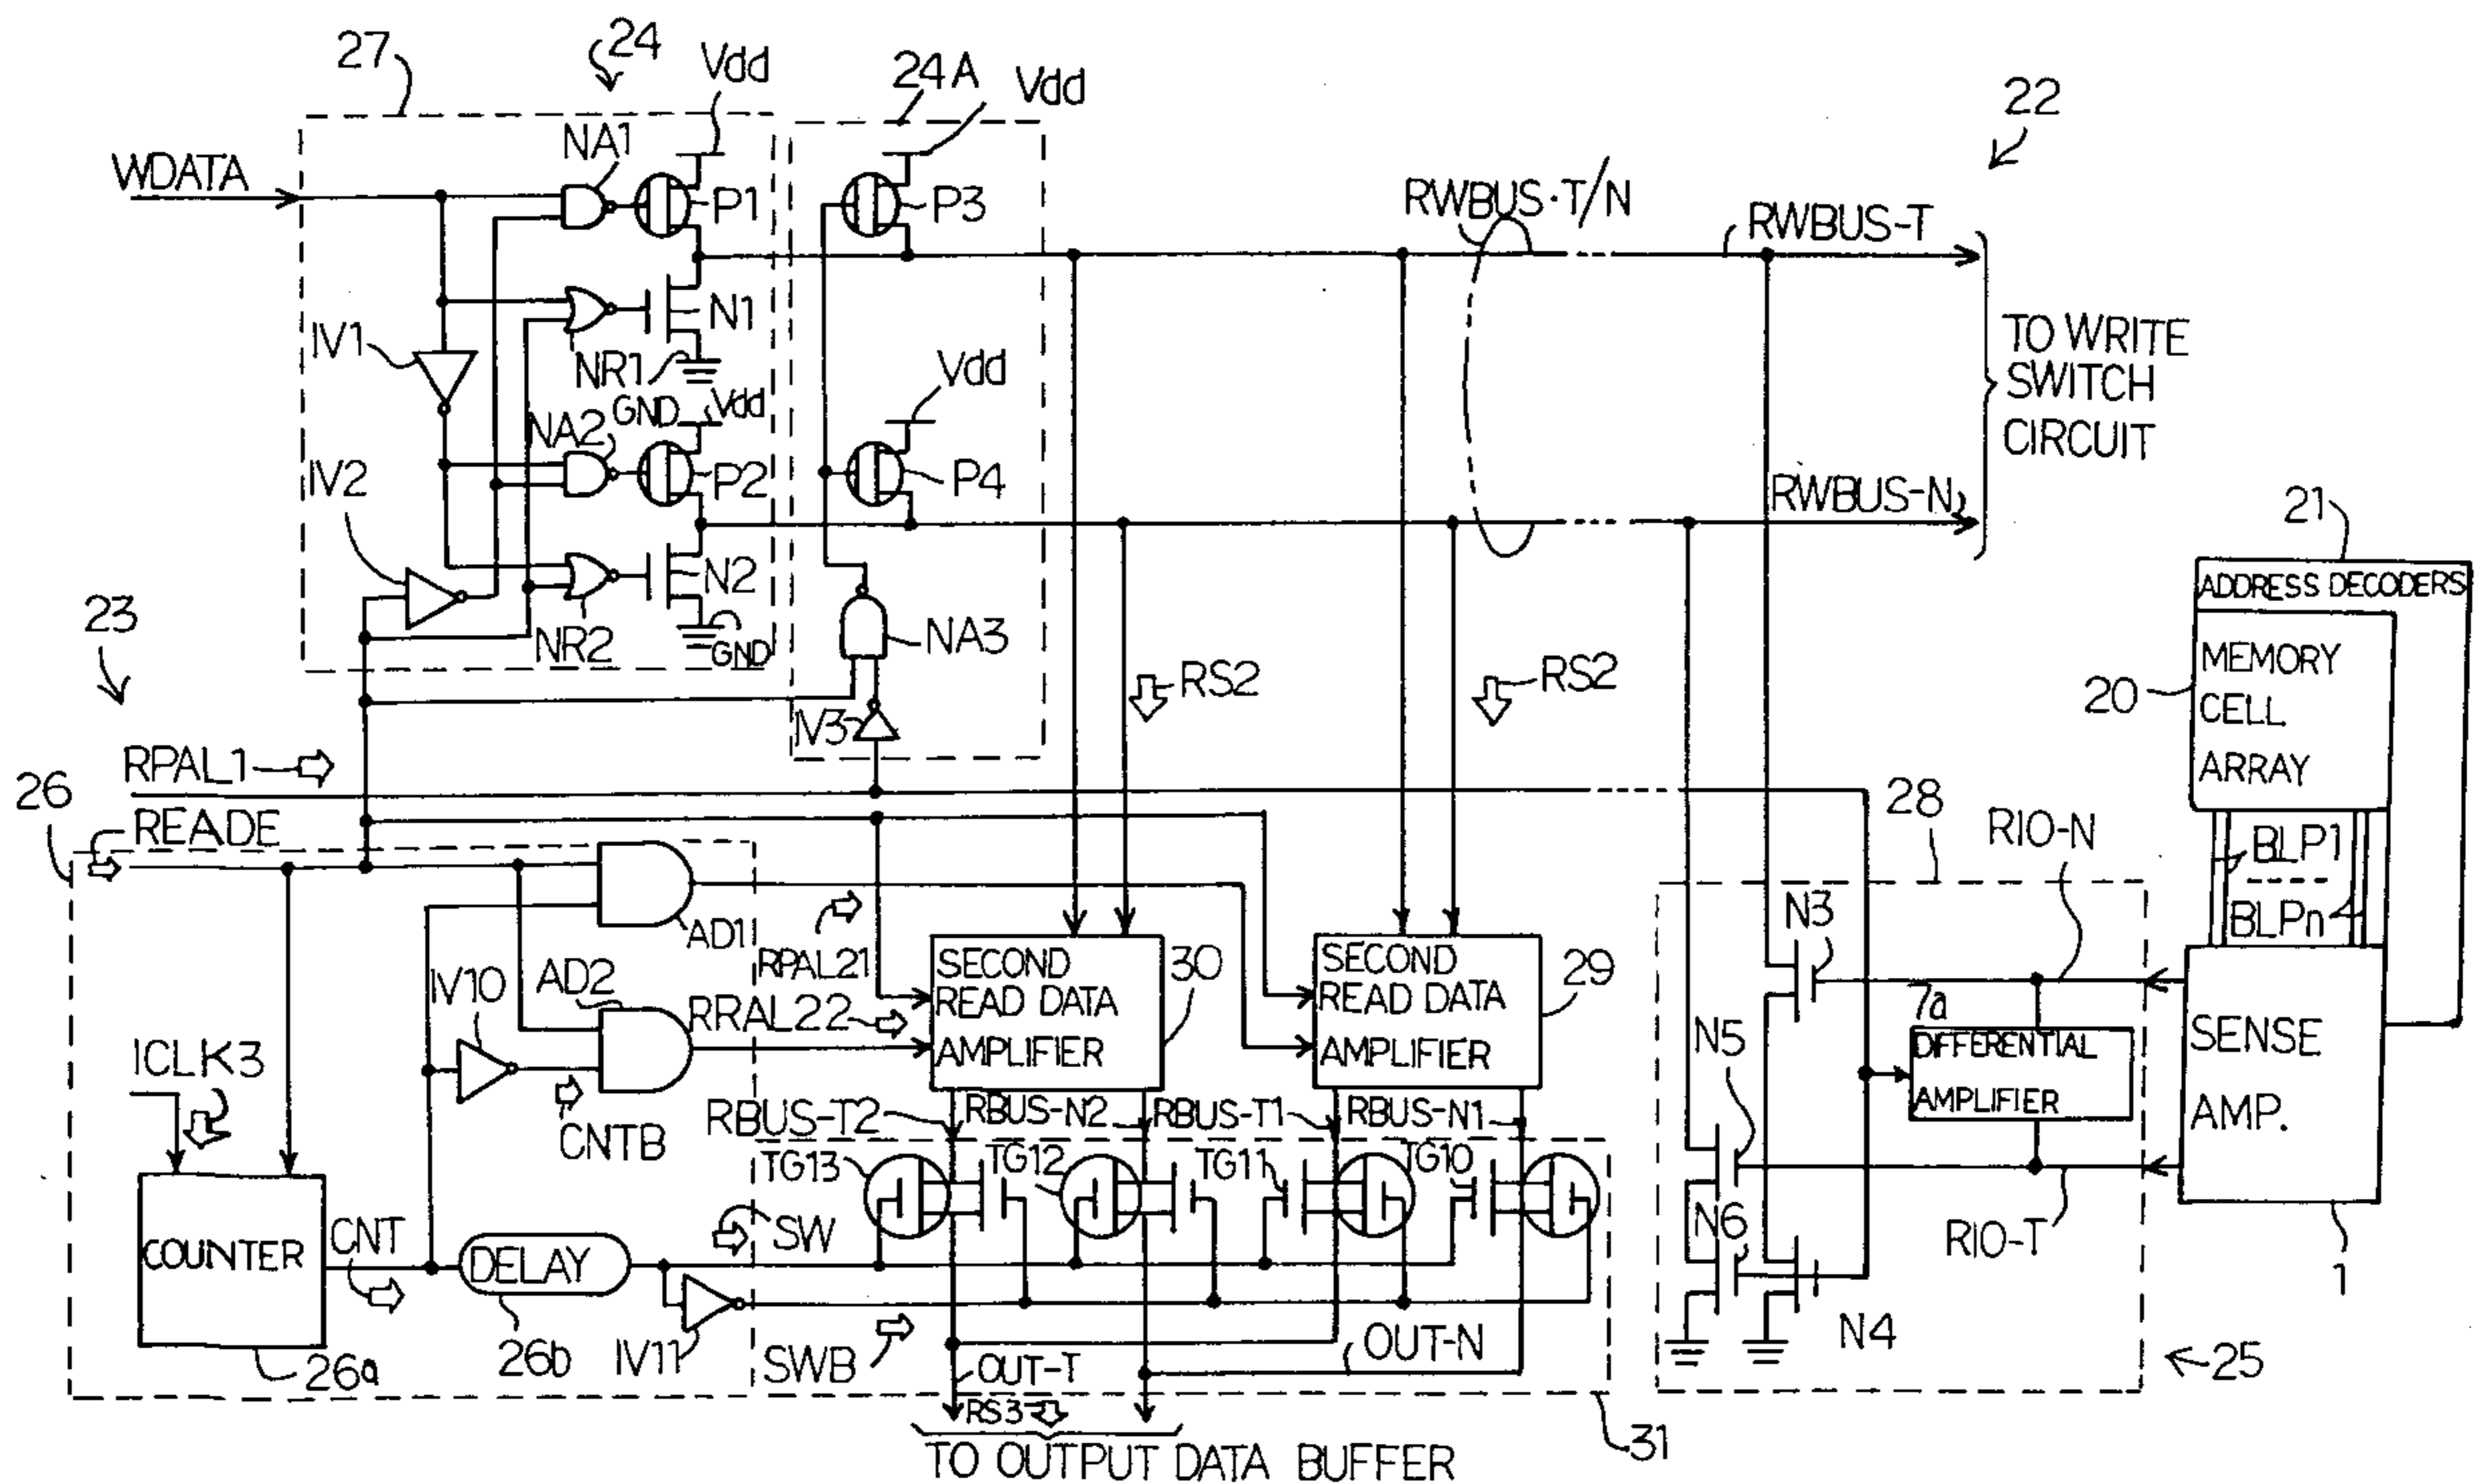 27
24
Vdd
24A
Vdd
22
WDATA
NA1
P1
P3
RWBUS·T/N
RWBUS-T
IV1
N1
NR1
GND
Vdd
Vdd
TO WRITE
SWITCH
CIRCUIT
NA2
IV2
P2
P4
RWBUS-N
21
ADDRESS DECODERS
23
N2
NR2
GND
NA3
RS2
RS2
MEMORY
CELL
ARRAY
20
IV3
RPAL1
26
READE
28
RIO-N
BLP1
BLPn
AD1
RPAL21
N3
IV10
AD2
RRAL22
SECOND
READ DATA
AMPLIFIER
30
SECOND
READ DATA
AMPLIFIER
29
7a
DIFFERENTIAL
AMPLIFIER
SENSE
AMP.
N5
ICLK3
CNTB
RBUS-T2
RBUS-N2
RBUS-T1
RBUS-N1
TG13
TG12
TG11
TG10
COUNTER
CNT
DELAY
SW
N6
RIO-T
1
26a
26b
IV11
SWB
OUT-T
OUT-N
N4
25
RS3
31
TO OUTPUT DATA BUFFER